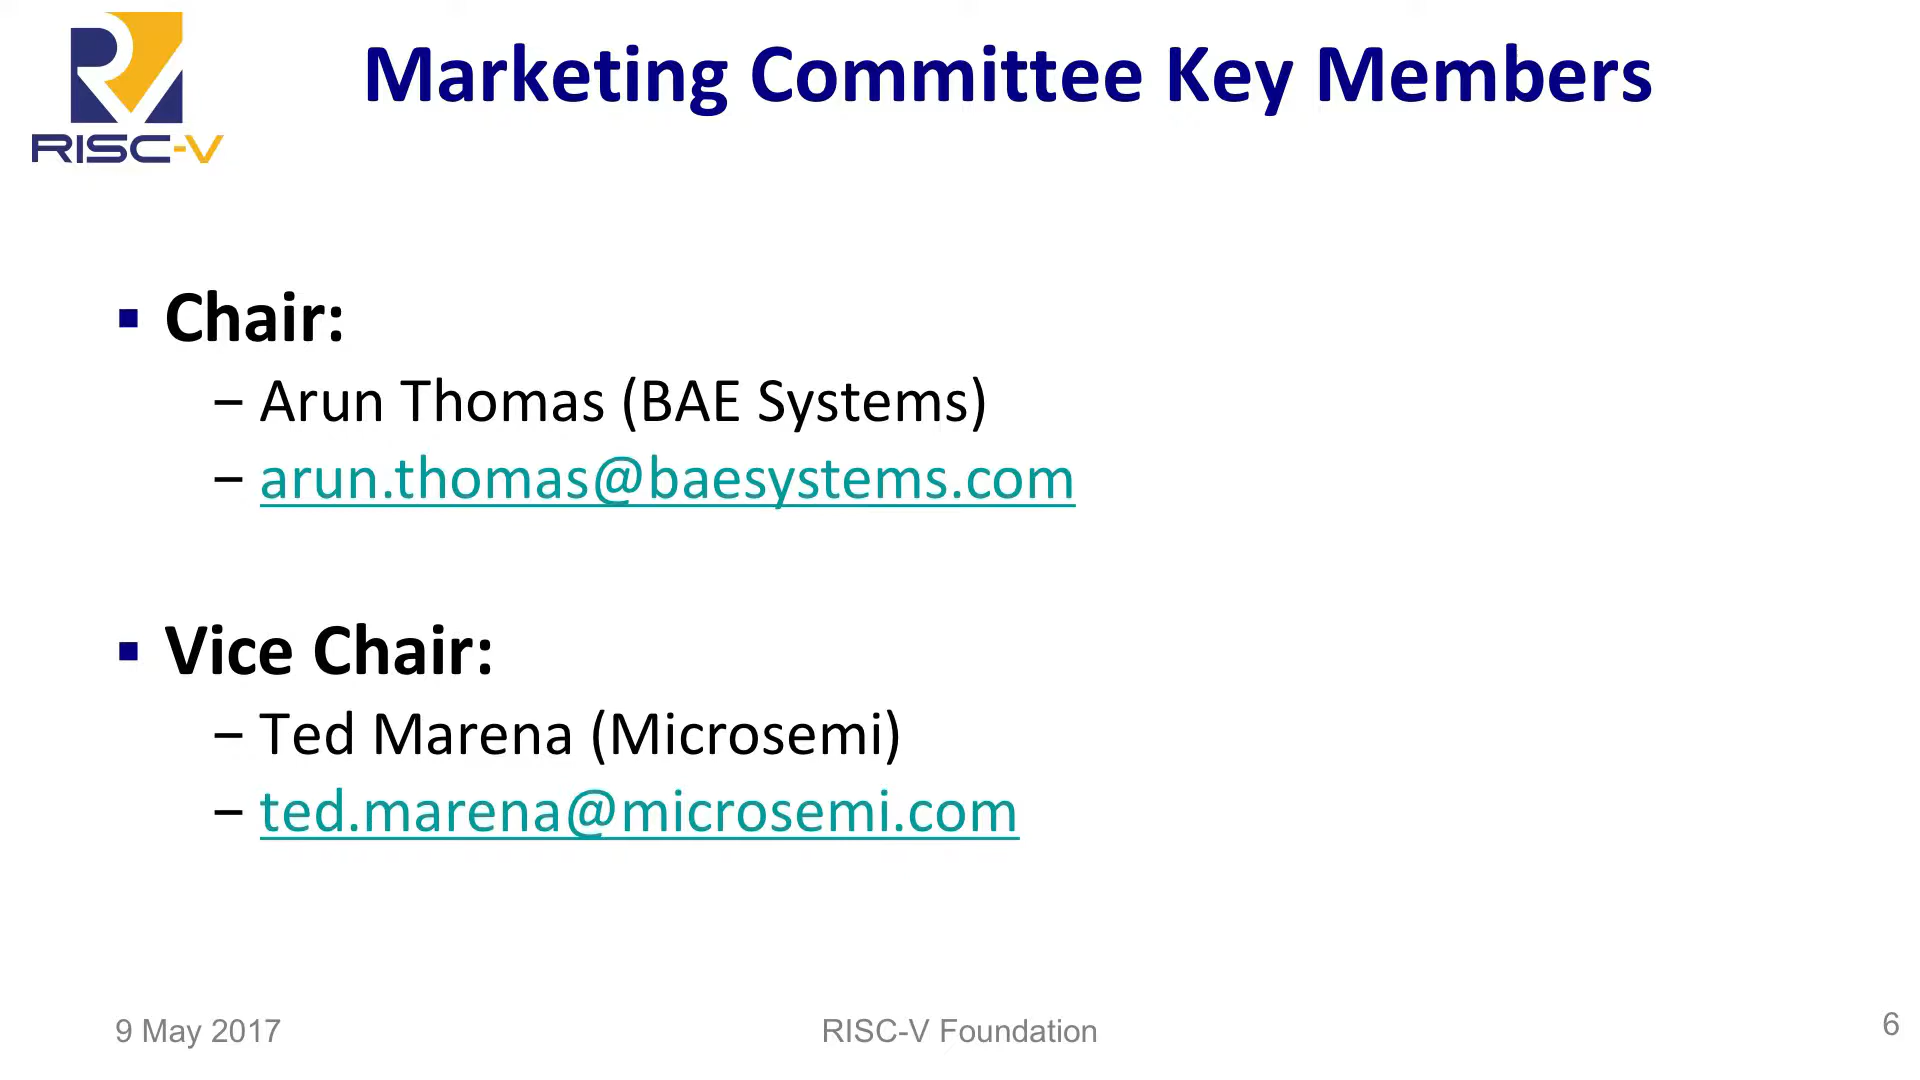 RISC-V
Marketing Committee Key Members
▪ Chair:
– Arun Thomas (BAE Systems)
– arun.thomas@baesystems.com
▪ Vice Chair:
– Ted Marena (Microsemi)
– ted.marena@microsemi.com
9 May 2017
RISC-V Foundation
6